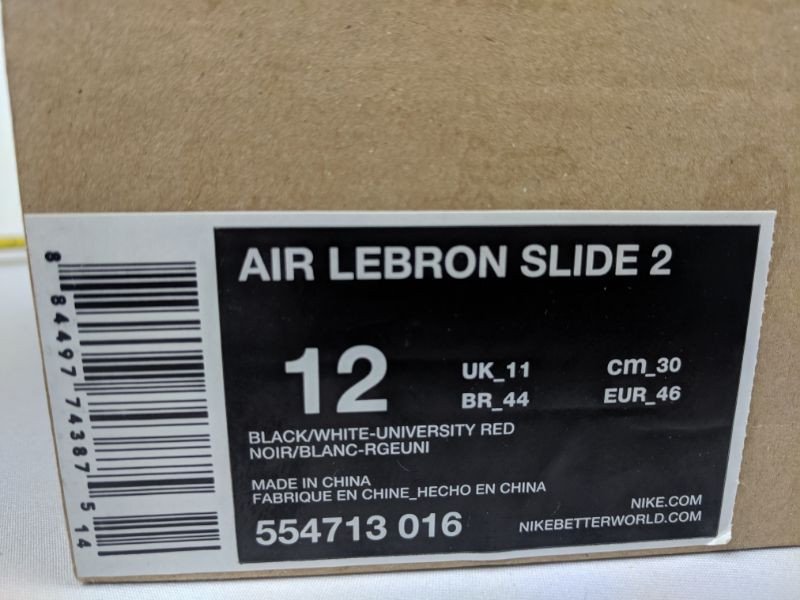 AIR LEBRON SLIDE 2
12
UK_11
cm_30
BR_44
EUR_46
BLACK/WHITE-UNIVERSITY RED
NOIR/BLANC-RGEUNI
MADE IN CHINA
FABRIQUE EN CHINE_HECHO EN CHINA
554713 016
NIKE.COM
NIKEBETTERWORLD.COM
8 84497 74387 5 14